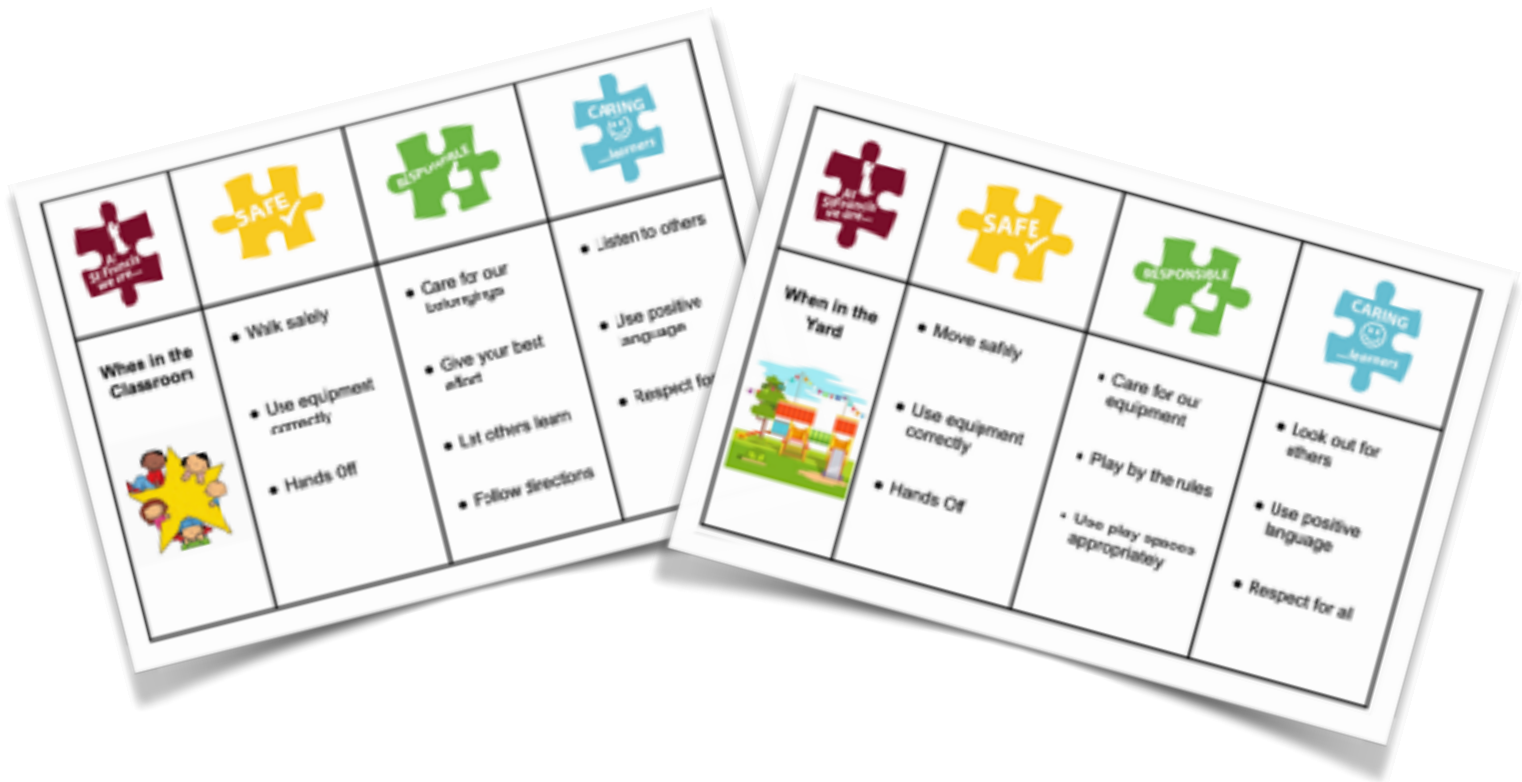 At
St Francis
we are...
SAFE
RESPONSIBLE
CARING
...learners
When in the
Classroom
• Walk safely
• Use equipment
correctly
• Hands Off
• Care for our
belongings
• Give your best
effort
• Let others learn
• Follow directions
• Listen to others
• Use positive
language
• Respect for
At
St Francis
we are...
SAFE
RESPONSIBLE
CARING
...learners
When in the
Yard
• Move safely
• Use equipment
correctly
• Hands Off
• Care for our
equipment
• Play by the rules
• Use play spaces
appropriately
• Look out for
others
• Use positive
language
• Respect for all